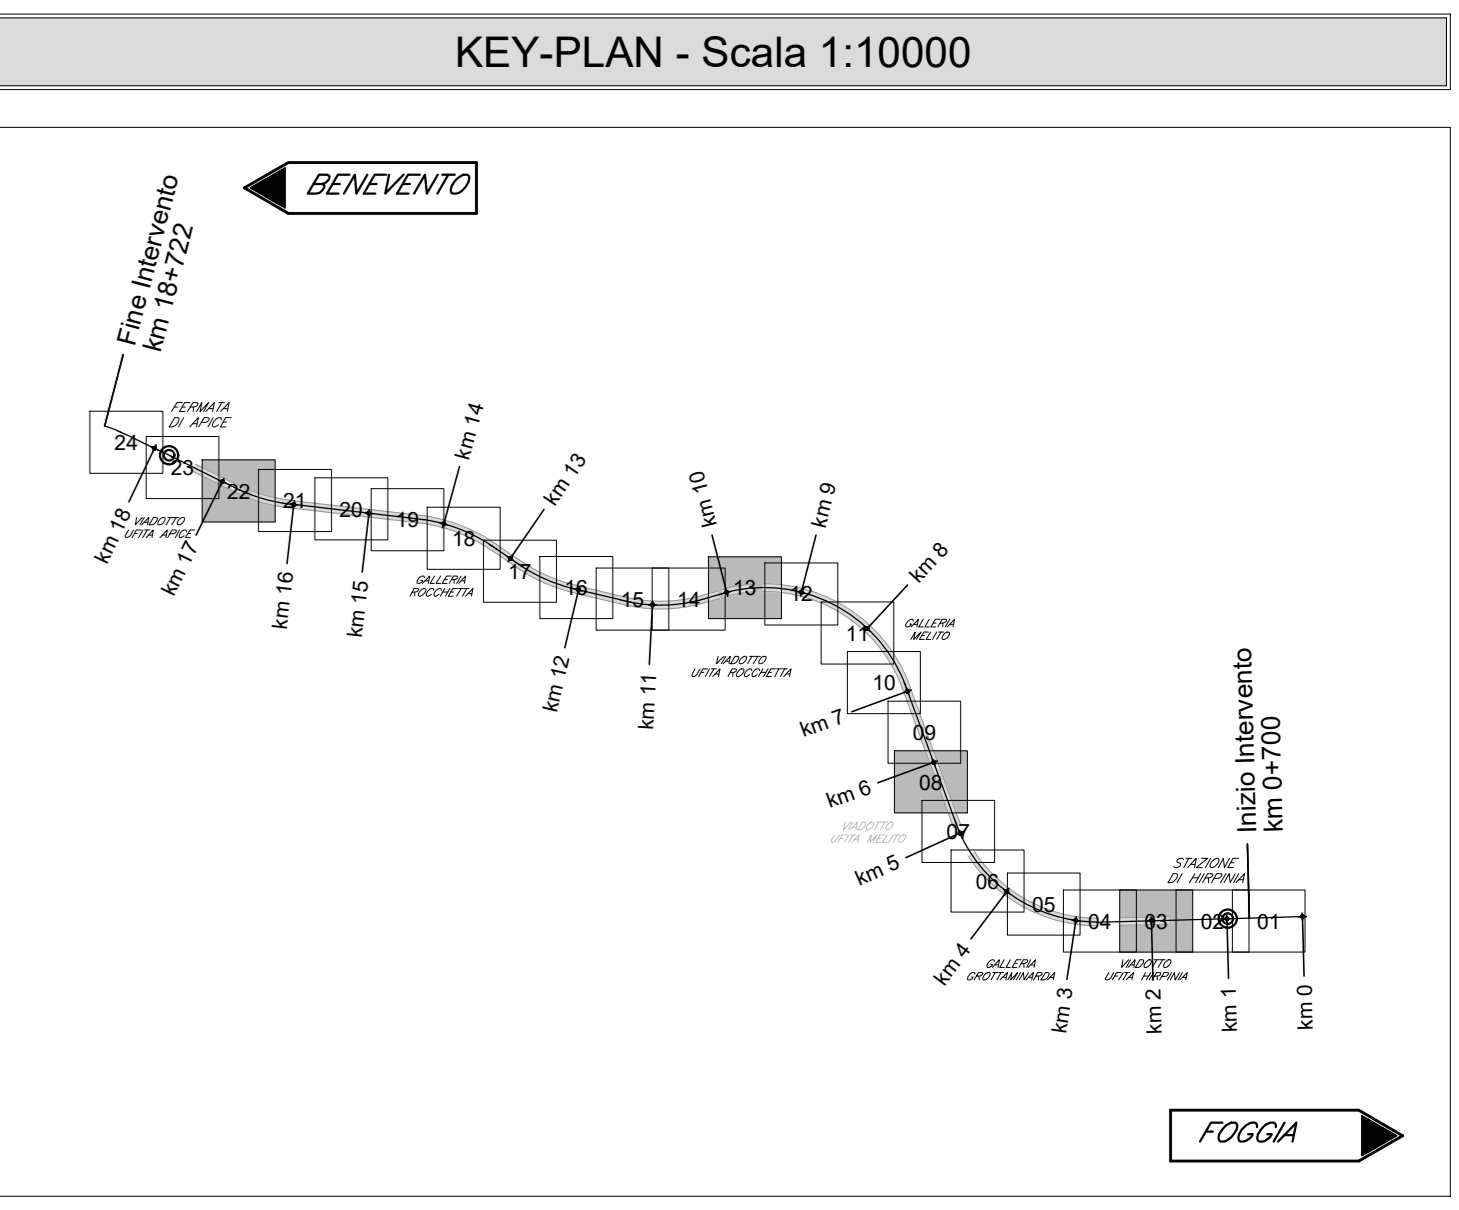 KEY-PLAN - Scala 1:10000
BENEVENTO
Fine Intervento
km 18+722
FERMATA
DI APICE
24
23
22
21
20
19
18
17
16
15
14
13
12
11
10
09
08
07
06
05
04
03
02
01
km 18
VIADOTTO
UFITA APICE
km 17
km 16
km 15
km 14
GALLERIA
ROCCHETTA
km 13
km 12
km 11
km 10
VIADOTTO
UFITA ROCCHETTA
km 9
km 8
GALLERIA
MELITO
km 7
km 6
VIADOTTO
UFITA MELITO
km 5
km 4
GALLERIA
GROTTAMINARDA
km 3
VIADOTTO
UFITA HIRPINIA
km 2
STAZIONE
DI HIRPINIA
km 1
Inizio Intervento
km 0+700
km 0
FOGGIA